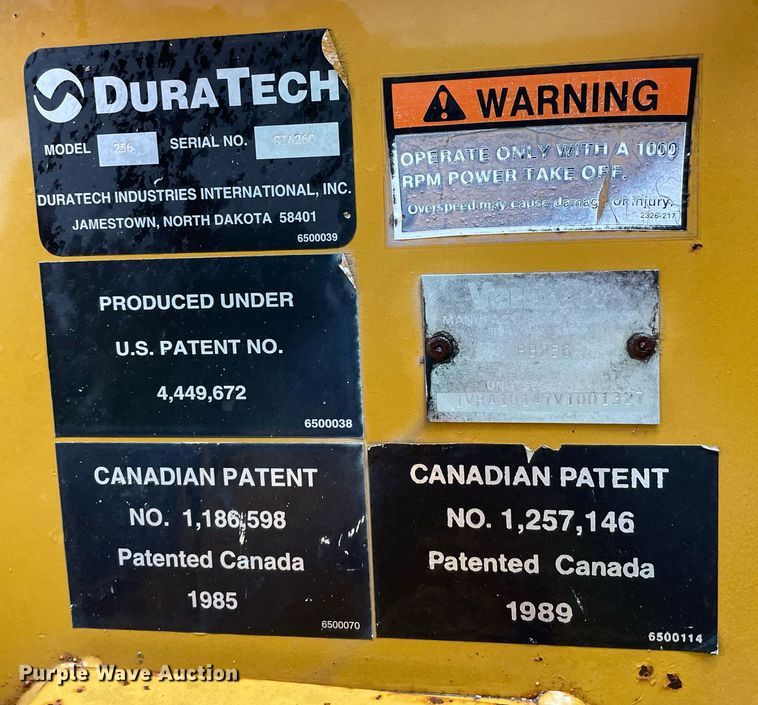 DURATECH
MODEL 256 SERIAL NO.
DURATECH INDUSTRIES INTERNATIONAL, INC.
JAMESTOWN, NORTH DAKOTA 58401
6500039
WARNING
OPERATE ONLY WITH A 1000
RPM POWER TAKE OFF.
Overspeed may cause damage or injury.
2326-217
PRODUCED UNDER
U.S. PATENT NO.
4,449,672
6500038
CANADIAN PATENT
NO. 1,186,598
Patented Canada
1985
6500070
CANADIAN PATENT
NO. 1,257,146
Patented Canada
1989
6500114
Purple Wave Auction